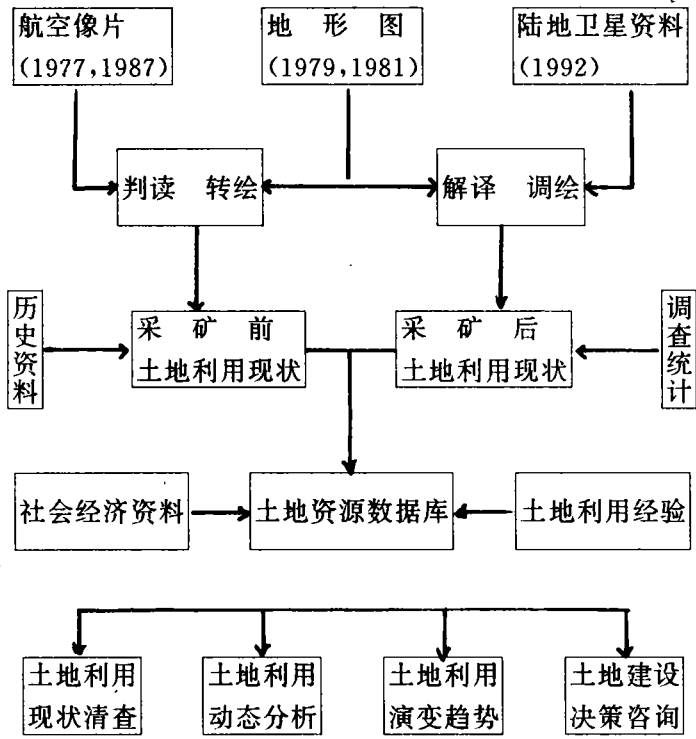 航空像片
(1977,1987)
地 形 图
(1979,1981)
陆地卫星资料
(1992)
判读 转绘
解译 调绘
历史资料
采 矿 前
土地利用现状
采 矿 后
土地利用现状
调查统计
社会经济资料
土地资源数据库
土地利用经验
土地利用
现状清查
土地利用
动态分析
土地利用
演变趋势
土地建设
决策咨询